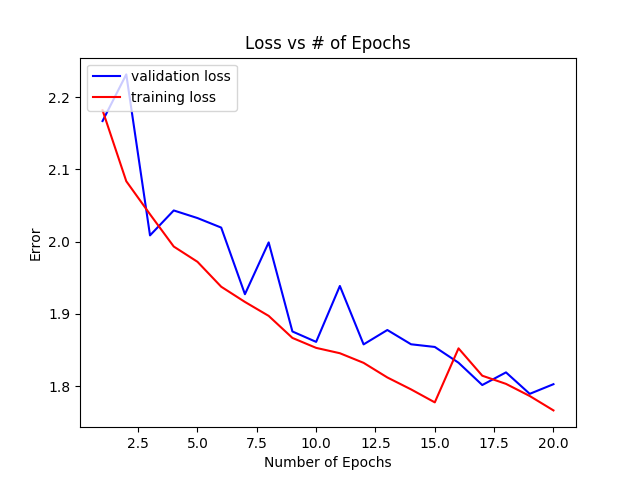 Loss vs # of Epochs
validation loss
training loss
2.2
2.1
2.0
1.9
1.8
Error
2.5 5.0 7.5 10.0 12.5 15.0 17.5 20.0
Number of Epochs